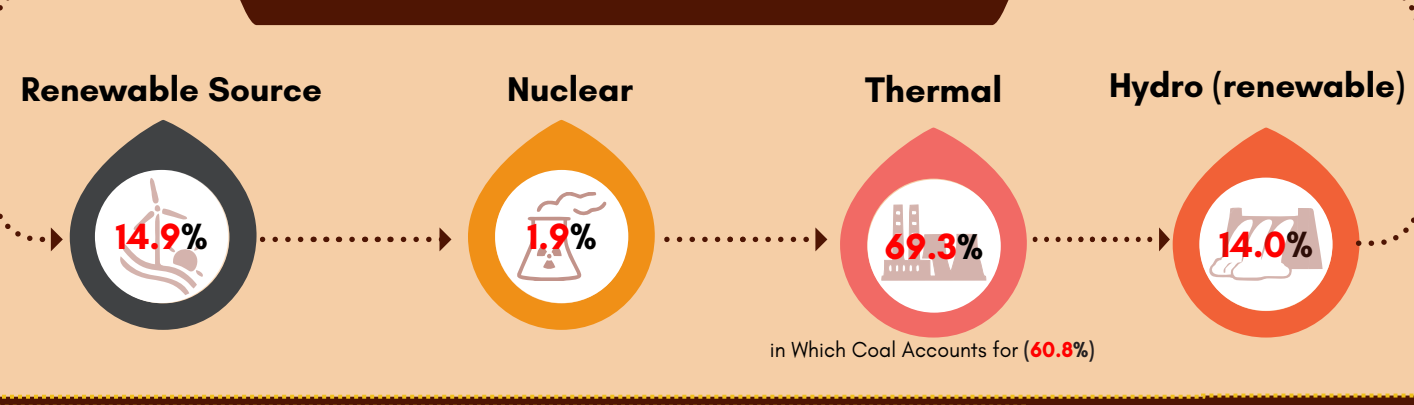 Renewable Source
Nuclear
Thermal
Hydro (renewable)
14.9%
1.9%
69.3%
14.0%
in Which Coal Accounts for (60.8%)